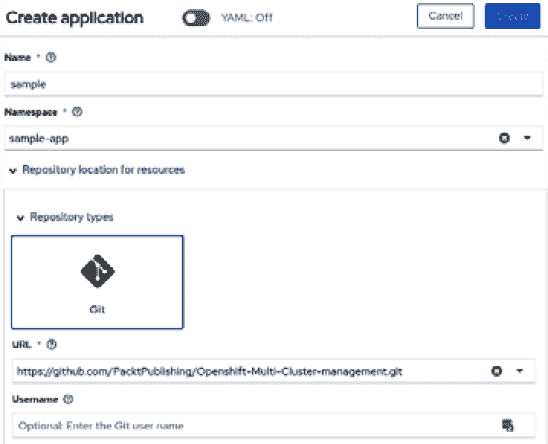 Create application
YAML: Off
Cancel
Create
Name *
sample
Namespace *
sample-app
Repository location for resources
Repository types
Git
URL *
https://github.com/PacktPublishing/Openshift-Multi-Cluster-management.git
Username
Optional: Enter the Git user name